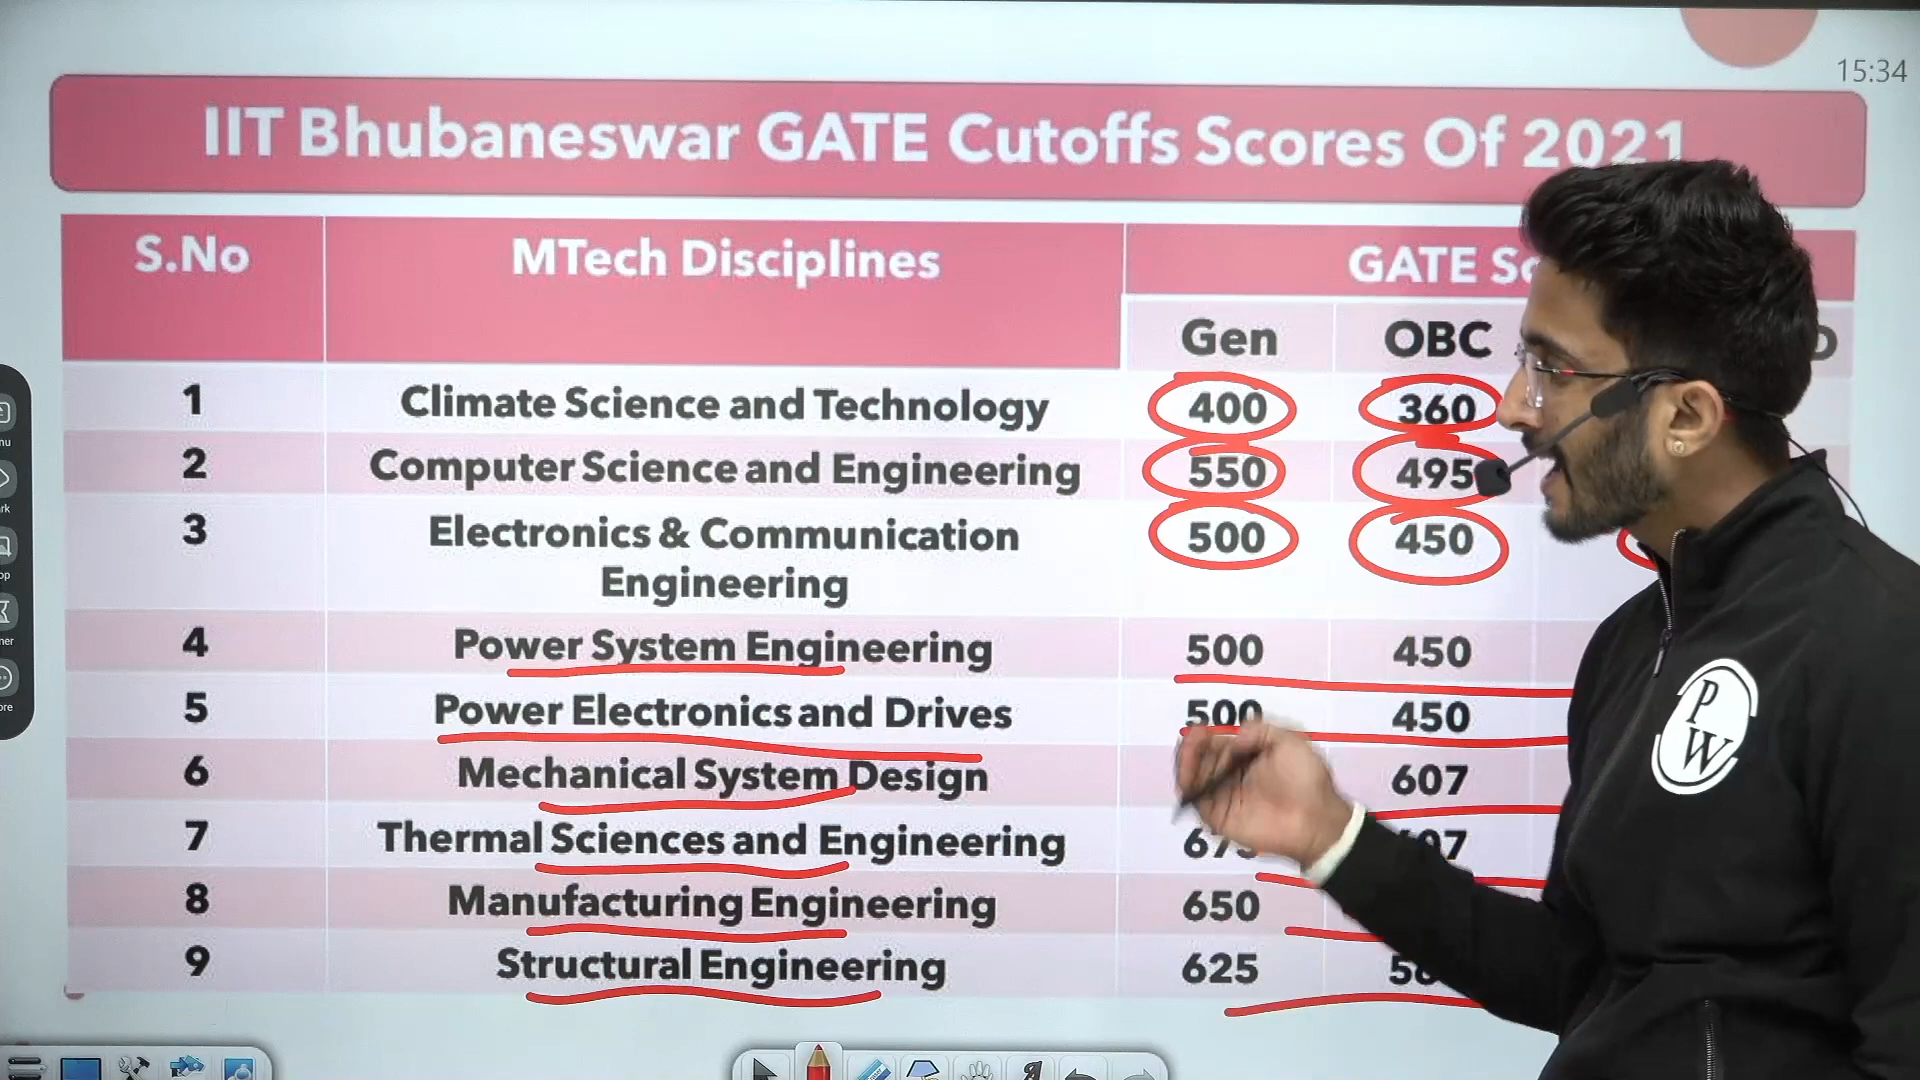 15:34
IIT Bhubaneswar GATE Cutoffs Scores Of 2021
S.No MTech Disciplines GATE
Gen OBC
1 Climate Science and Technology 400 360
2 Computer Science and Engineering 550 495
3 Electronics & Communication 500 450
Engineering
4 Power System Engineering 500 450
5 Power Electronics and Drives 500 450
6 Mechanical System Design 607
7 Thermal Sciences and Engineering
8 Manufacturing Engineering 650
9 Structural Engineering 625
P
W